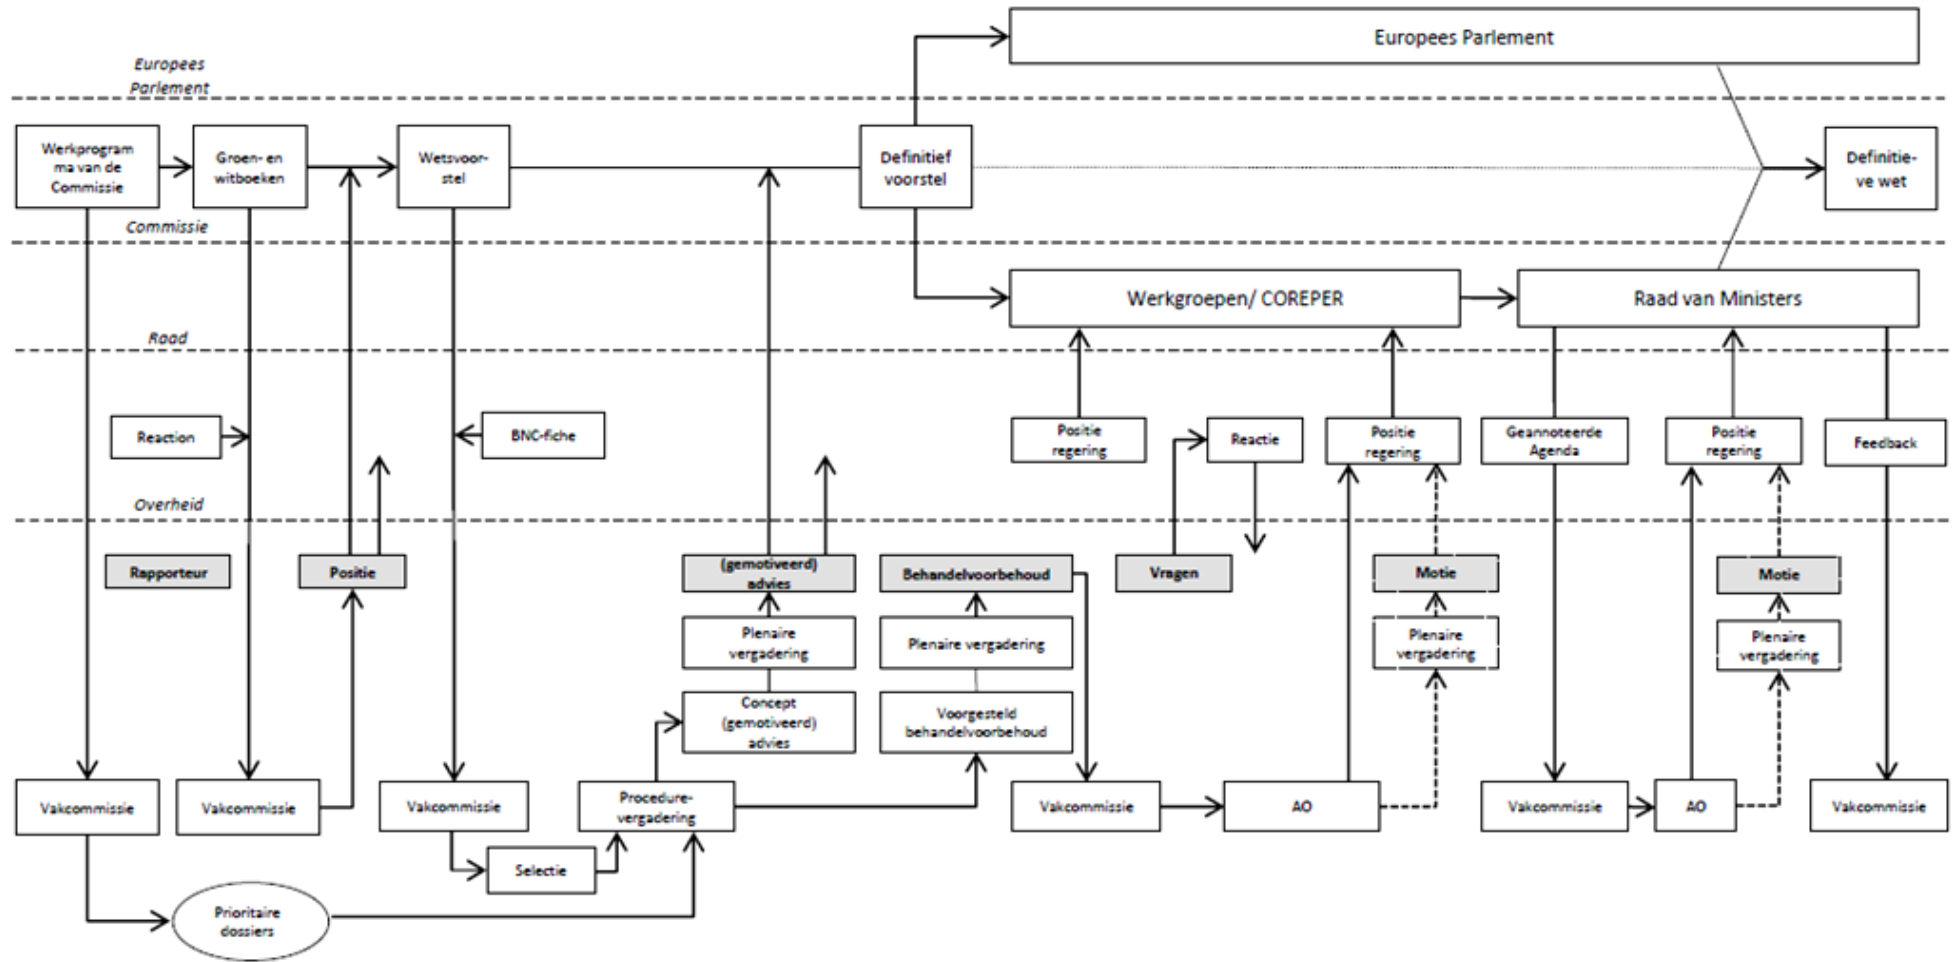 Europees Parlement
Europees
Parlement
Werkprogram
ma van de
Commissie
Groen- en
witboeken
Wetsvoor-
stel
Definitief
voorstel
Definitie-
ve wet
Commissie
Werkgroepen/ COREPER
Raad van Ministers
Raad
Reaction
BNC-fiche
Positie
regering
Reactie
Positie
regering
Geannoteerde
Agenda
Positie
regering
Feedback
Overheid
Rapporteur
Positie
(gemotiveerd)
advies
Behandelvoorbehoud
Vragen
Motie
Motie
Plenaire
vergadering
Plenaire vergadering
Plenaire
vergadering
Plenaire
vergadering
Concept
(gemotiveerd)
advies
Voorgesteld
behandelvoorbehoud
Vakcommissie
Vakcommissie
Vakcommissie
Procedure-
vergadering
Vakcommissie
AO
Vakcommissie
AO
Vakcommissie
Selectie
Prioritaire
dossiers